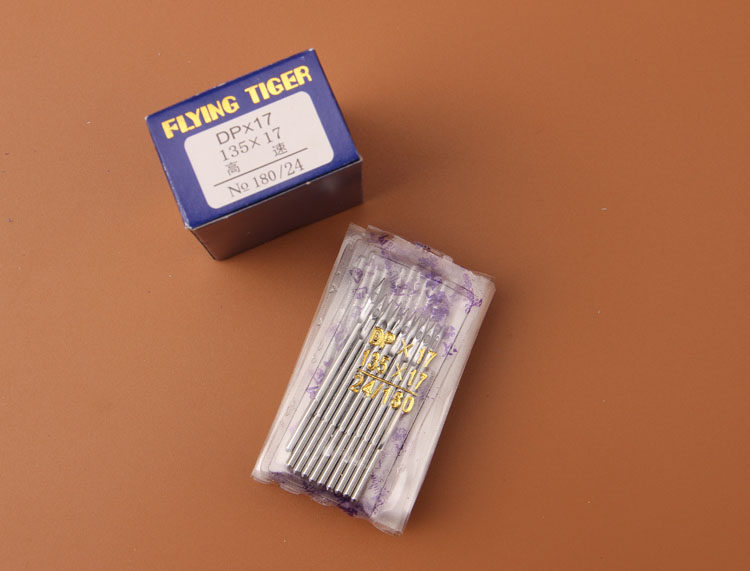 FLYING TIGER
DP×17
135×17
高 速
№ 180/24
DP × 17
135 × 17
24/180